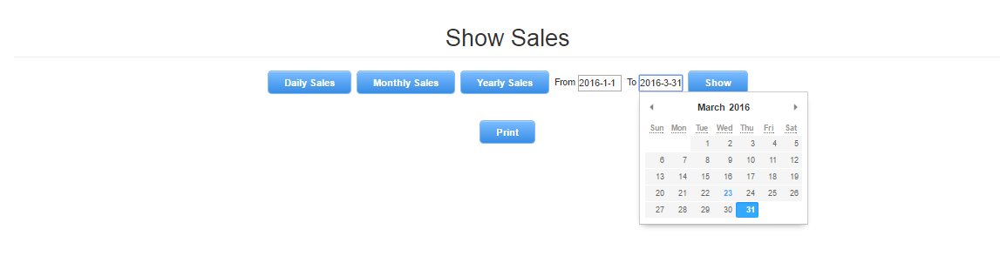 Show Sales
Daily Sales Monthly Sales Yearly Sales From 2016-1-1 To 2016-3-31 Show
Print
March 2016
Sun Mon Tue Wed Thu Fri Sat
1 2 3 4 5
6 7 8 9 10 11 12
13 14 15 16 17 18 19
20 21 22 23 24 25 26
27 28 29 30 31